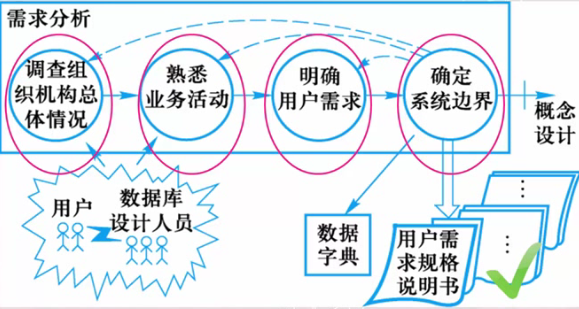 需求分析
调查组
织机构总
体情况
熟悉
业务活动
明确
用户需求
确定
系统边界
概念
设计
用户
数据库
设计人员
数据
字典
用户需
求规格
说明书
⋮
⋮